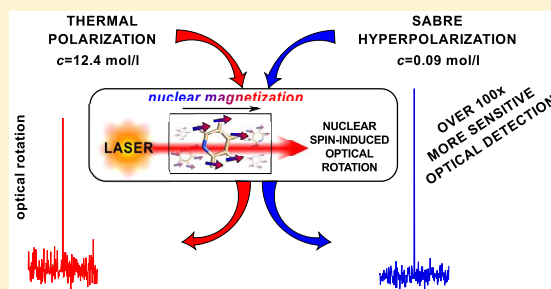 THERMAL
POLARIZATION
c=12.4 mol/l
SABRE
HYPERPOLARIZATION
c=0.09 mol/l
nuclear magnetization
LASER
NUCLEAR
SPIN-INDUCED
OPTICAL
ROTATION
optical rotation
OVER 100x
MORE SENSITIVE
OPTICAL DETECTION